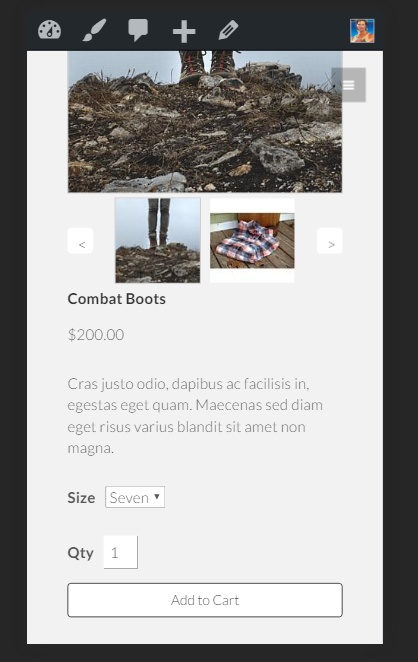 < >
Combat Boots
$200.00
Cras justo odio, dapibus ac facilisis in,
egestas eget quam. Maecenas sed diam
eget risus varius blandit sit amet non
magna.
Size Seven
Qty 1
Add to Cart